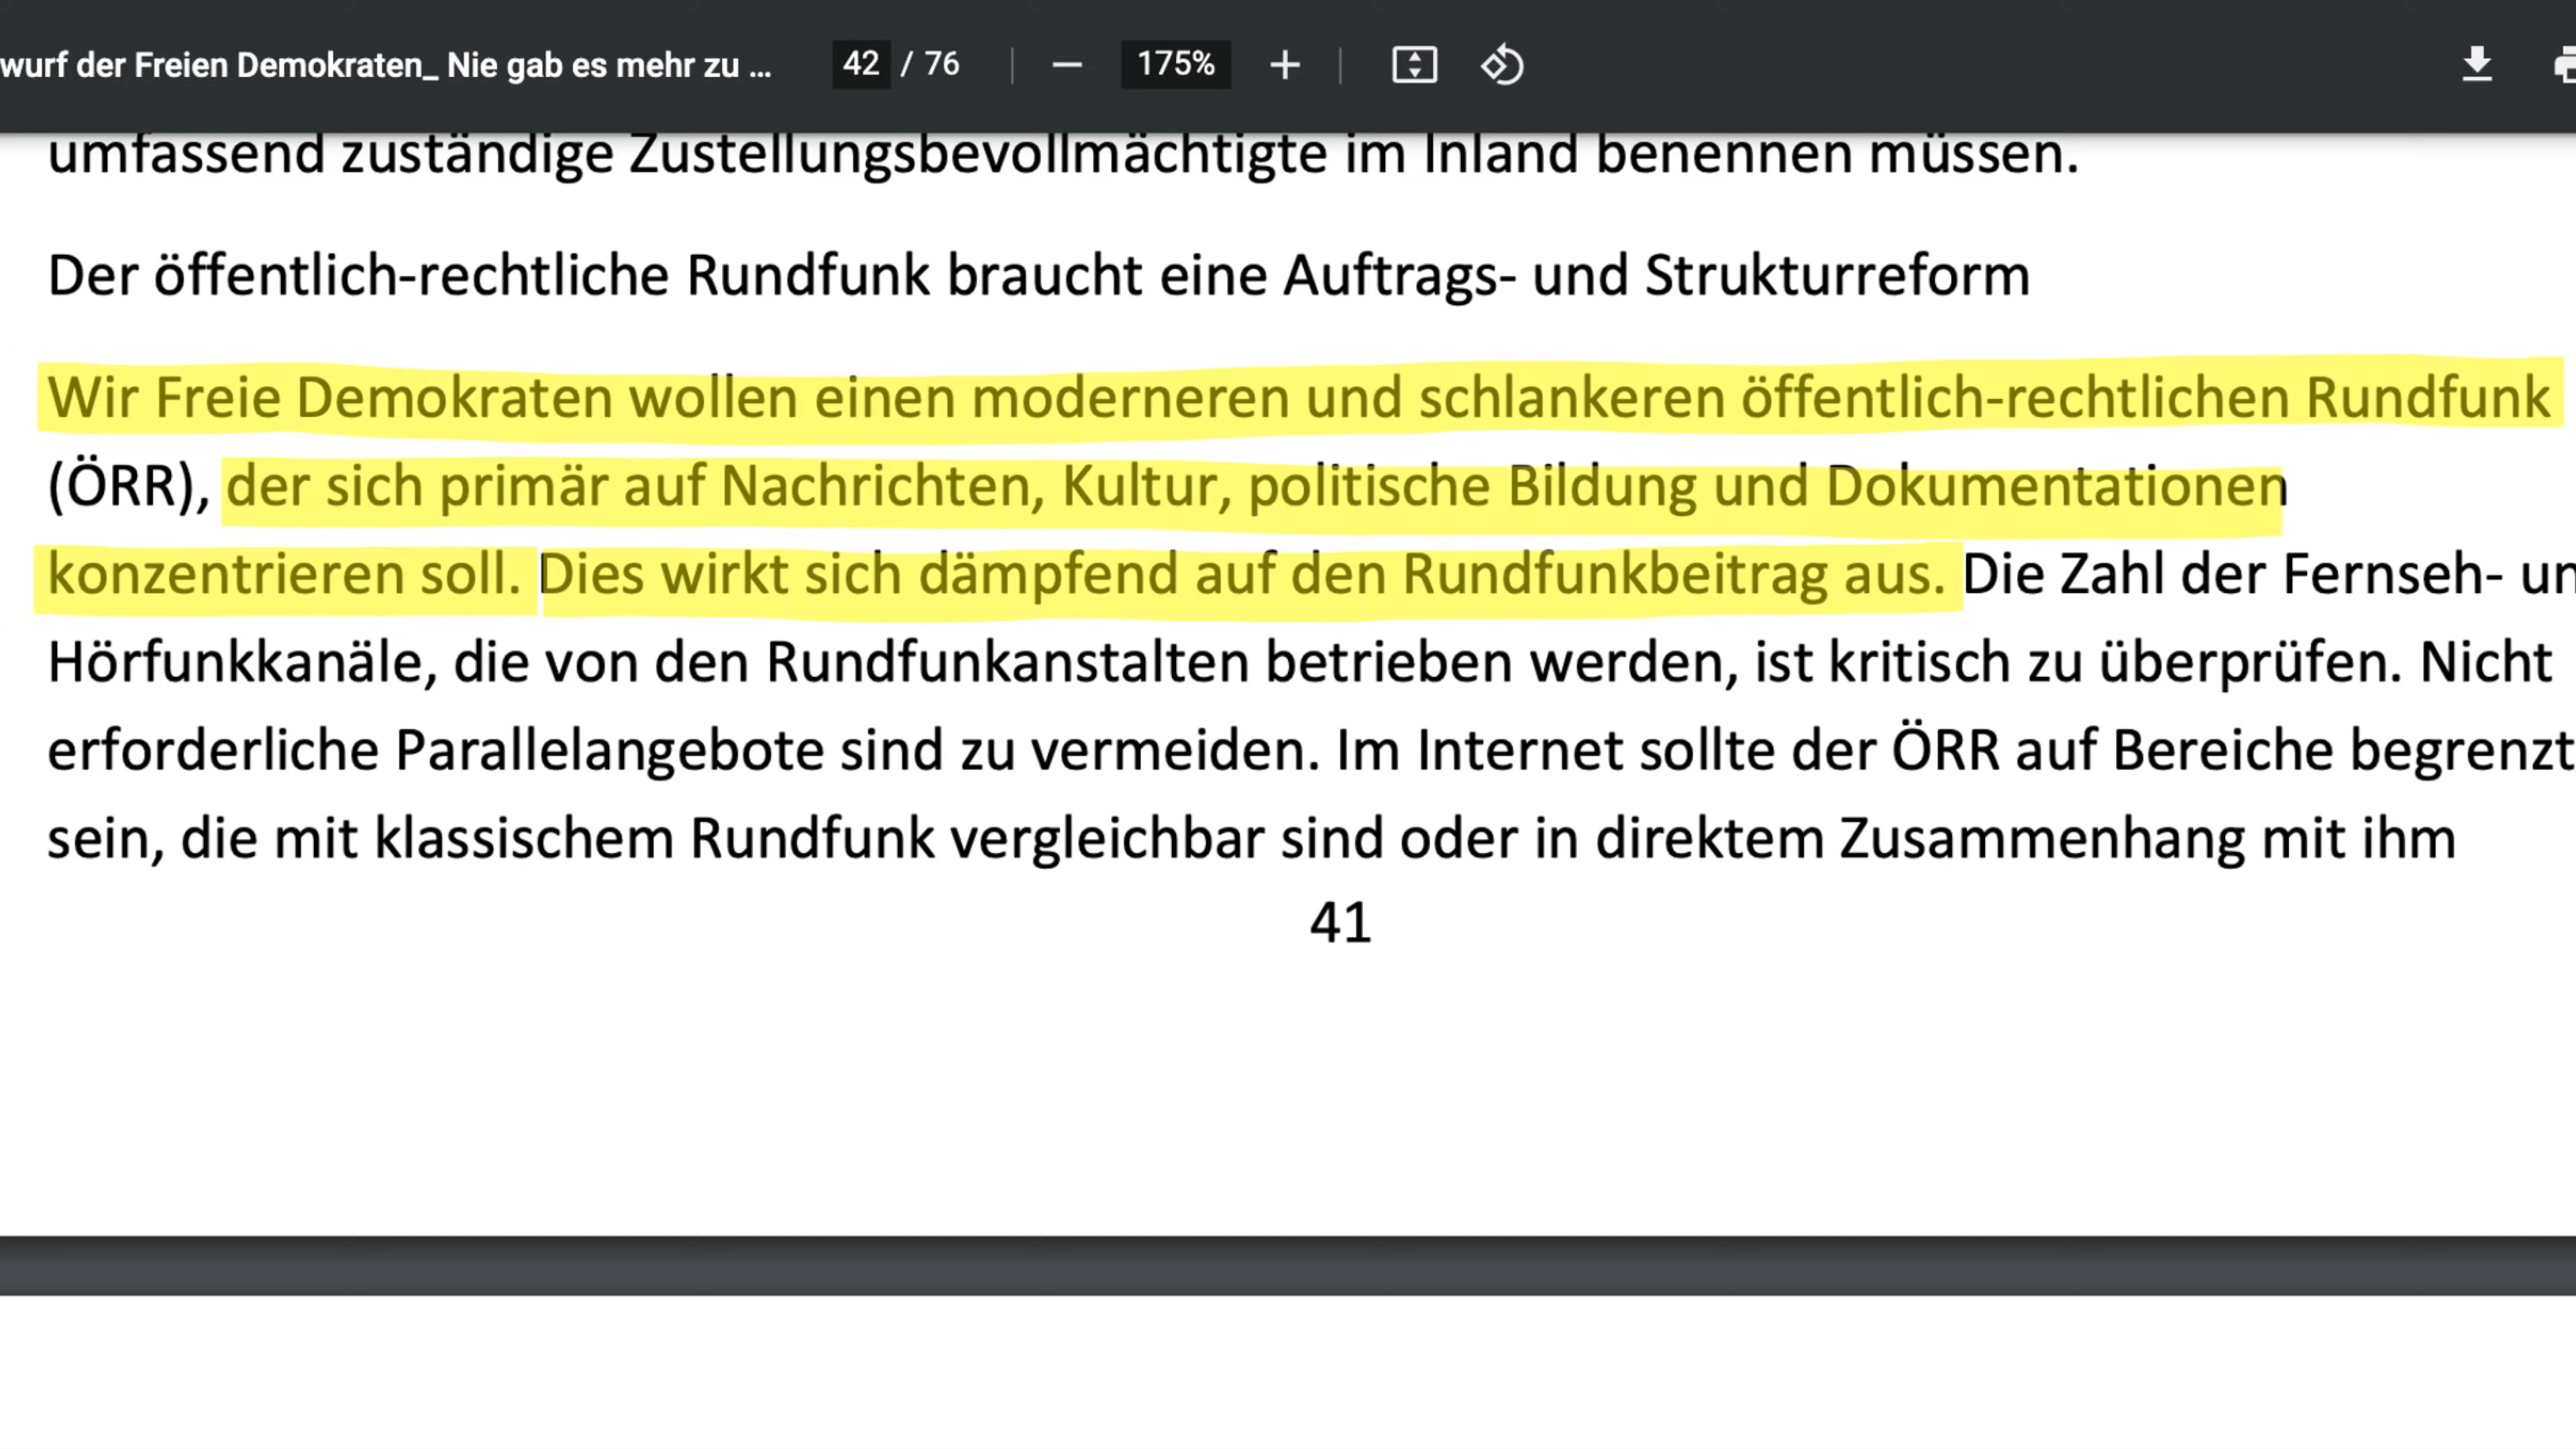 wurf der Freien Demokraten_ Nie gab es mehr zu ... 42 / 76 175%
umfassend zuständige Zustellungsbevollmächtigte im Inland benennen müssen.
Der öffentlich-rechtliche Rundfunk braucht eine Auftrags- und Strukturreform
Wir Freie Demokraten wollen einen moderneren und schlankeren öffentlich-rechtlichen Rundfunk
(ÖRR), der sich primär auf Nachrichten, Kultur, politische Bildung und Dokumentationen
konzentrieren soll. Dies wirkt sich dämpfend auf den Rundfunkbeitrag aus. Die Zahl der Fernseh- un
Hörfunkkanäle, die von den Rundfunkanstalten betrieben werden, ist kritisch zu überprüfen. Nicht
erforderliche Parallelangebote sind zu vermeiden. Im Internet sollte der ÖRR auf Bereiche begrenzt
sein, die mit klassischem Rundfunk vergleichbar sind oder in direktem Zusammenhang mit ihm
41